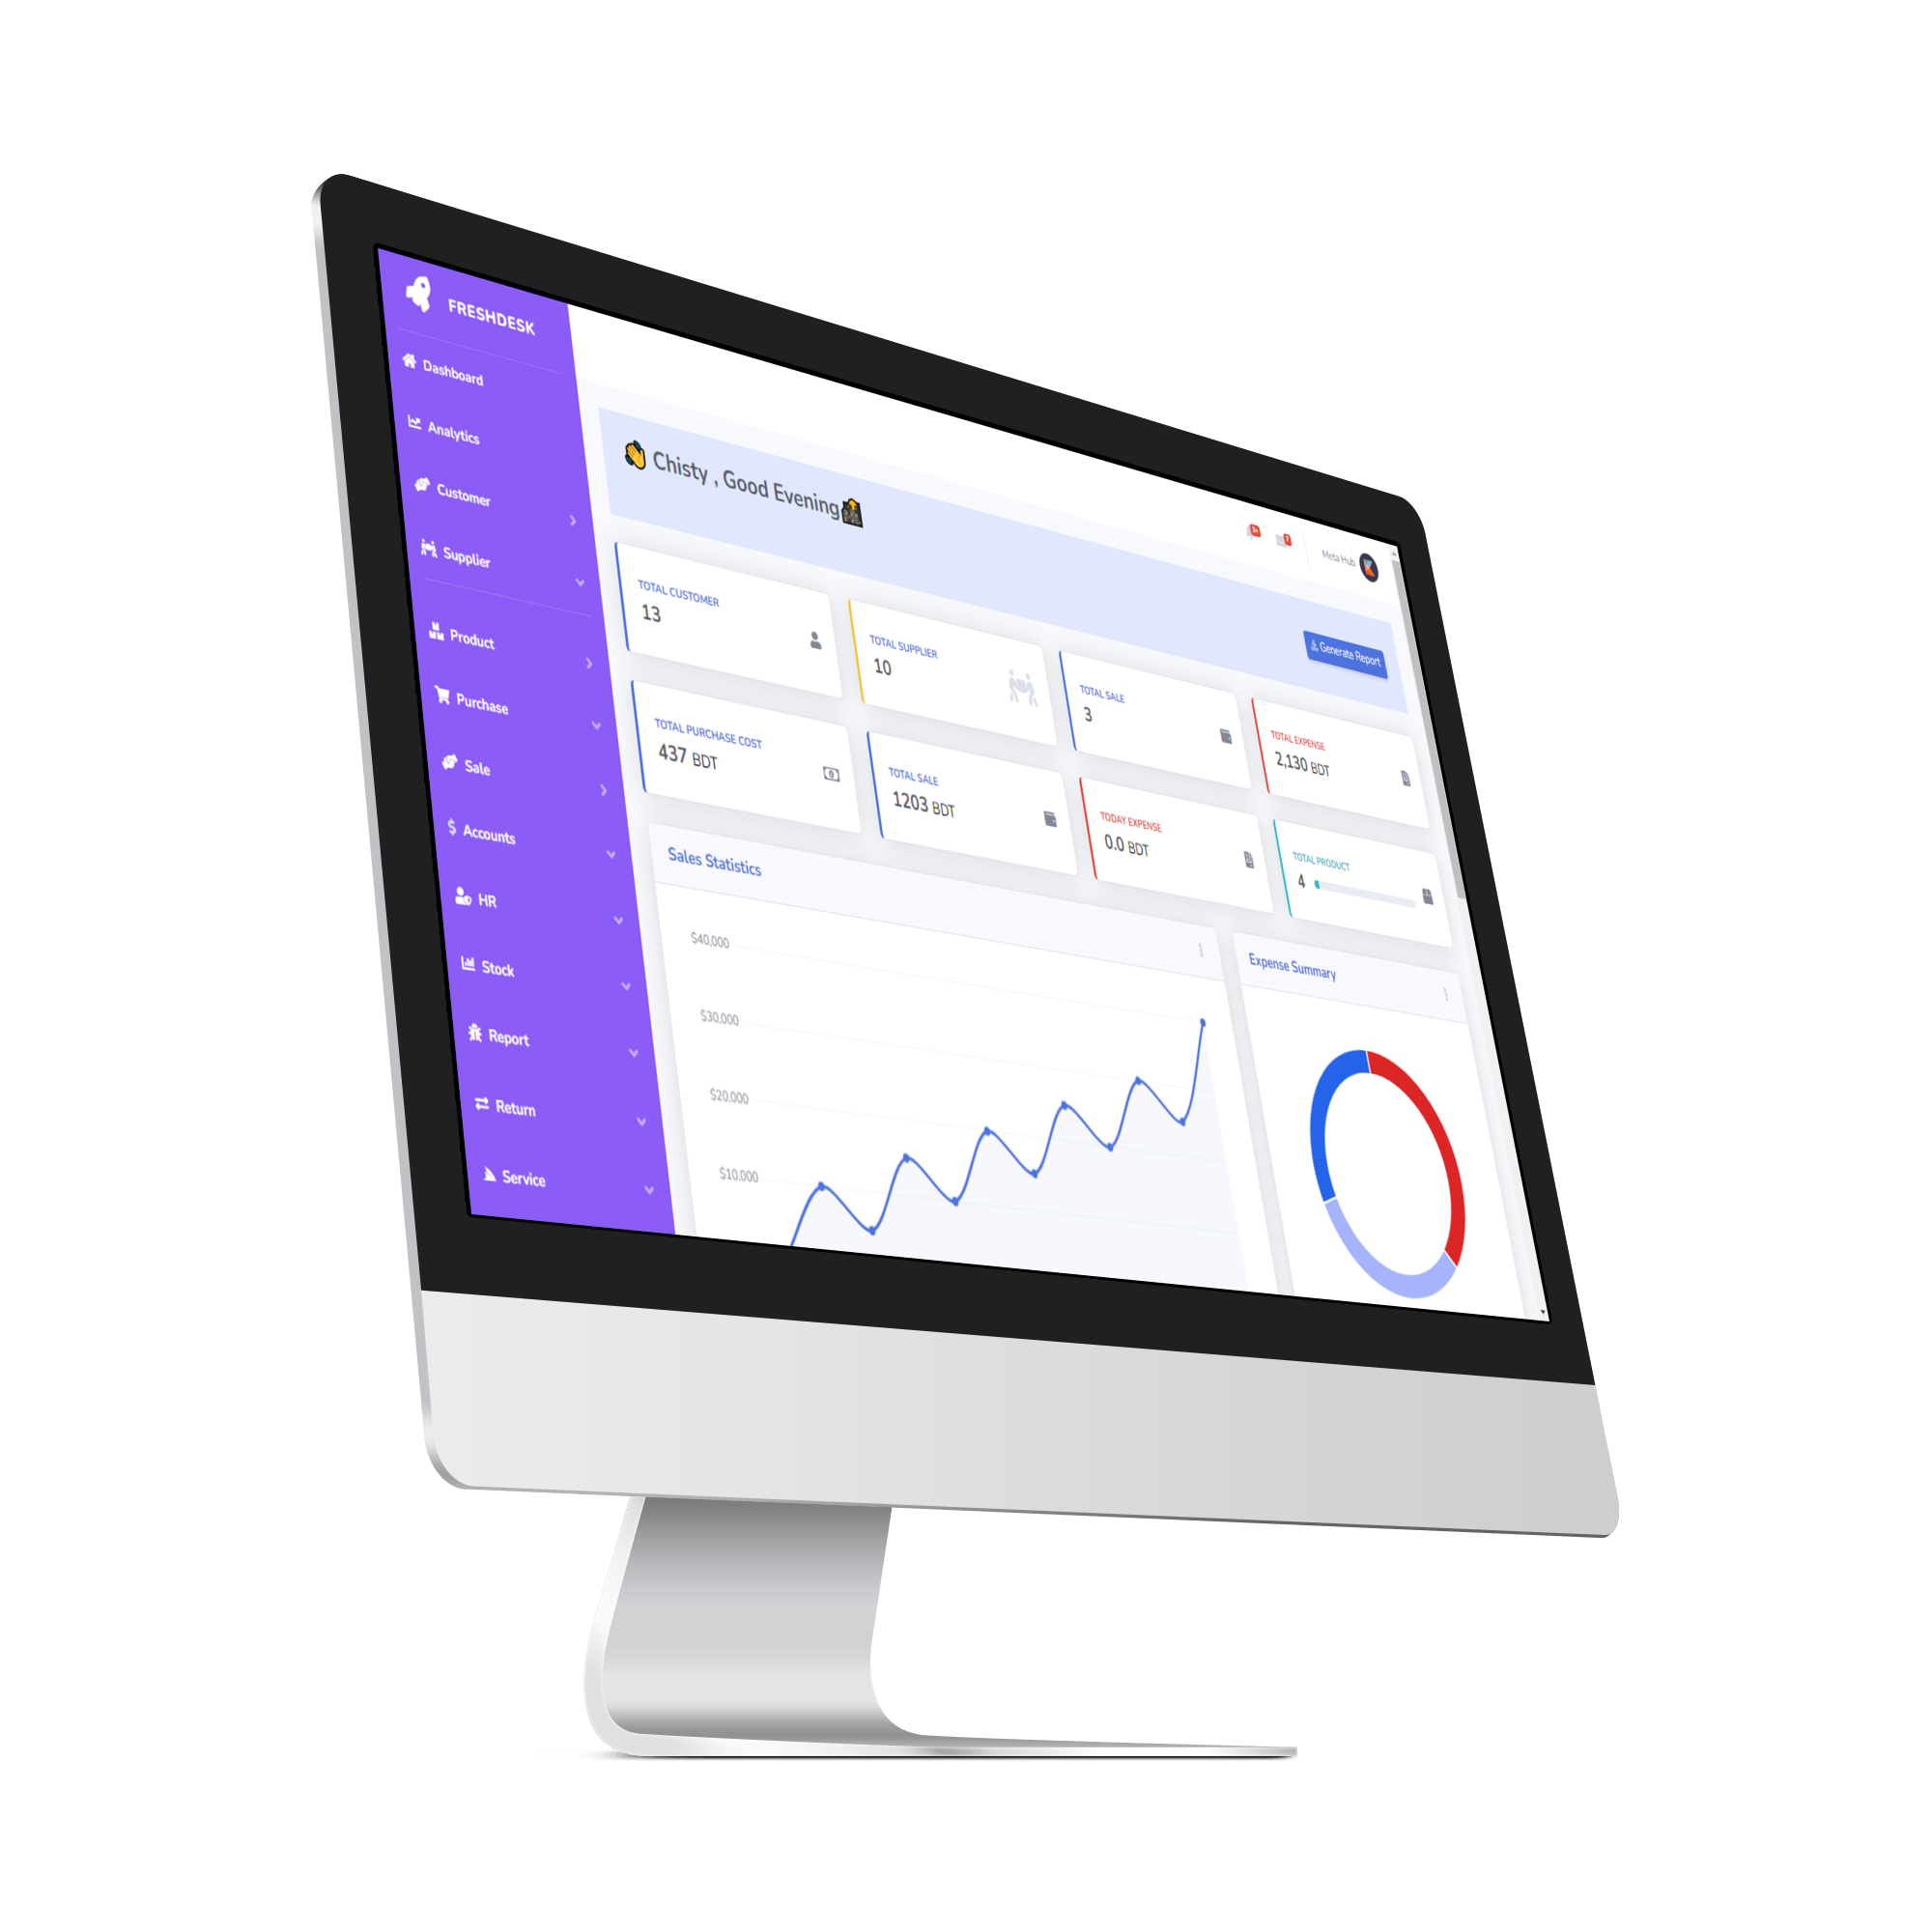 FRESHDESK
Dashboard
Analytics
Customer
Supplier
Product
Purchase
Sale
Accounts
HR
Stock
Report
Return
Service
Meta Hub
👋 Chisty , Good Evening
Generate Report
TOTAL CUSTOMER
13
TOTAL SUPPLIER
10
TOTAL SALE
3
TOTAL EXPENSE
2,130 BDT
TOTAL PURCHASE COST
437 BDT
TOTAL SALE
1203 BDT
TODAY EXPENSE
0.0 BDT
TOTAL PRODUCT
4
Sales Statistics
$40,000
$30,000
$20,000
$10,000
Expense Summary